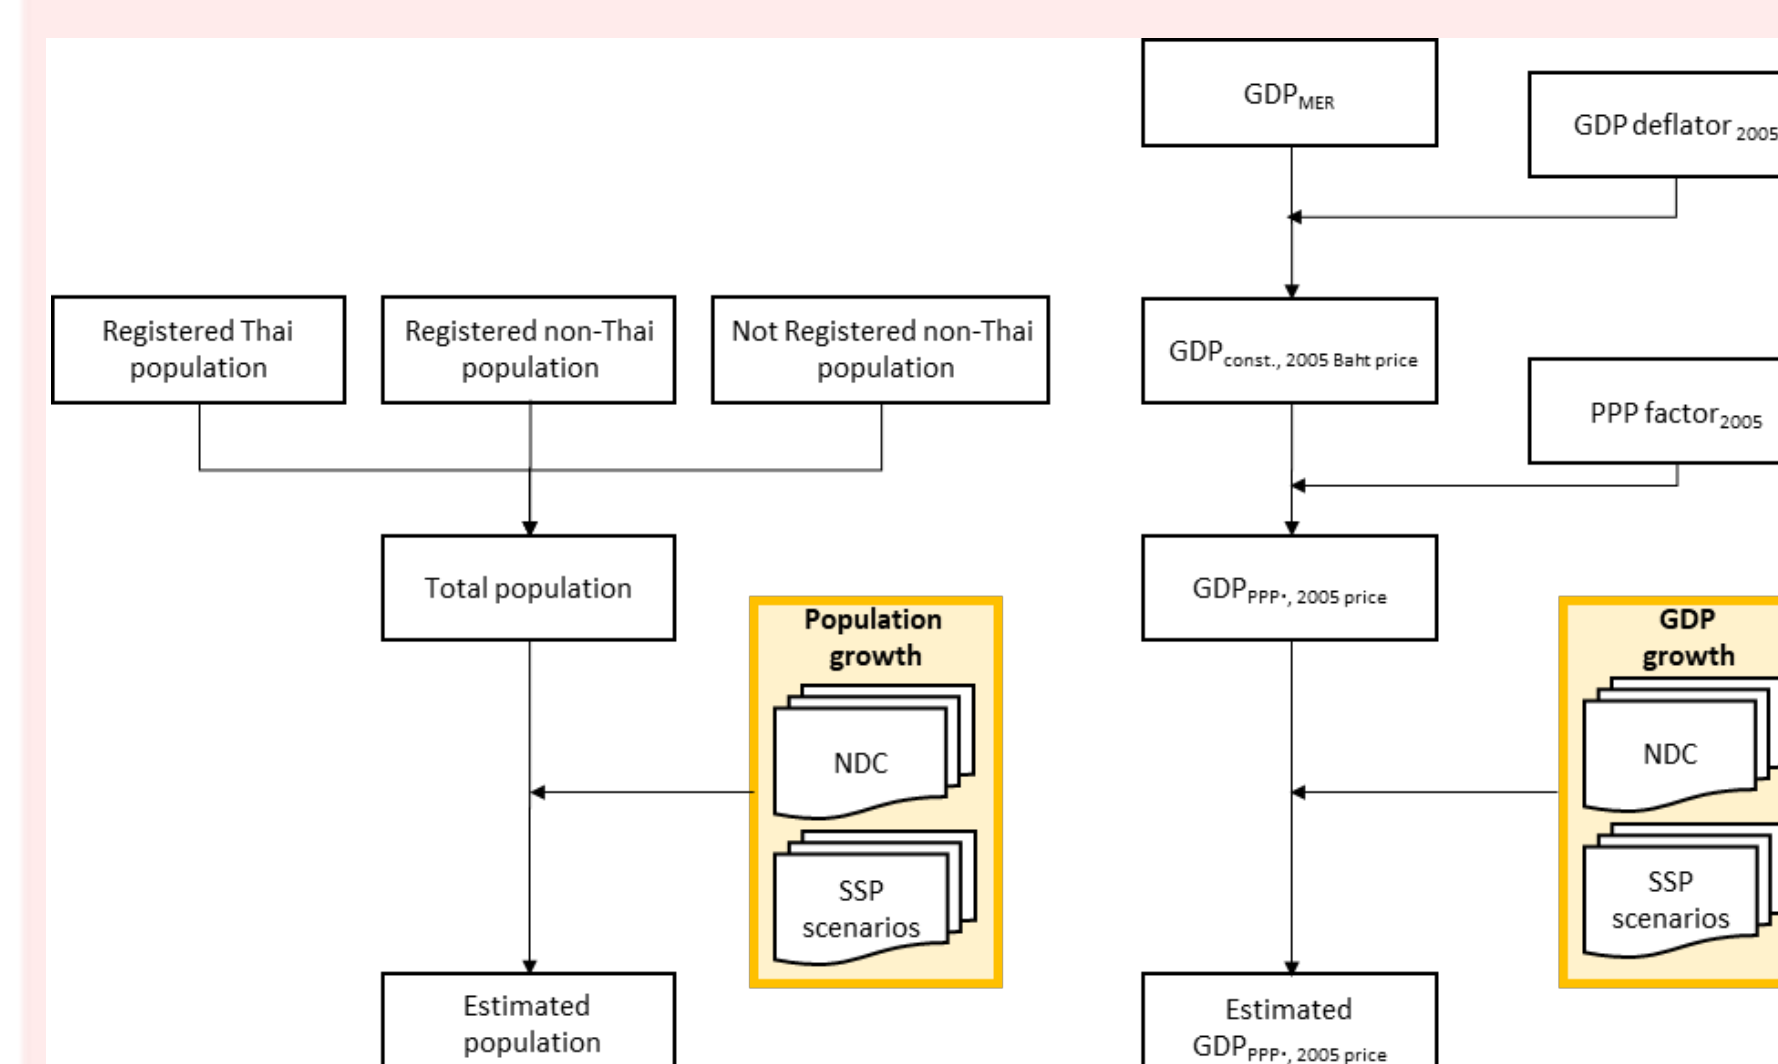 GDPMER
GDP deflator 2005
Registered Thai
population
Registered non-Thai
population
Not Registered non-Thai
population
GDPconst., 2005 Baht price
PPP factor2005
Total population
GDPPPP•, 2005 price
Population
growth
NDC
SSP
scenarios
GDP
growth
NDC
SSP
scenarios
Estimated
population
Estimated
GDPPPP•, 2005 price